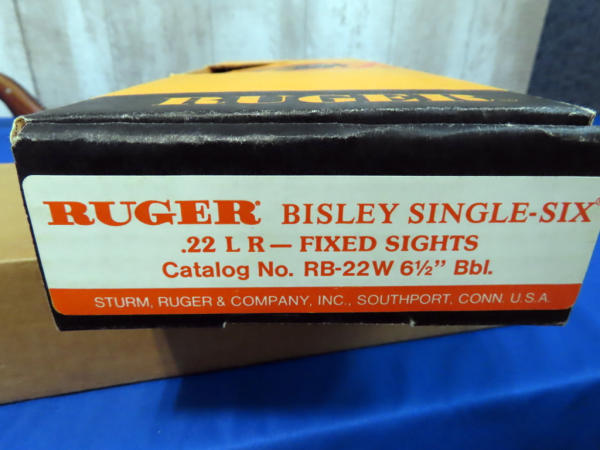 RUGER
RUGER® BISLEY SINGLE-SIX®
.22 L R — FIXED SIGHTS
Catalog No. RB-22W 6½” Bbl.
STURM, RUGER & COMPANY, INC., SOUTHPORT, CONN. U.S.A.